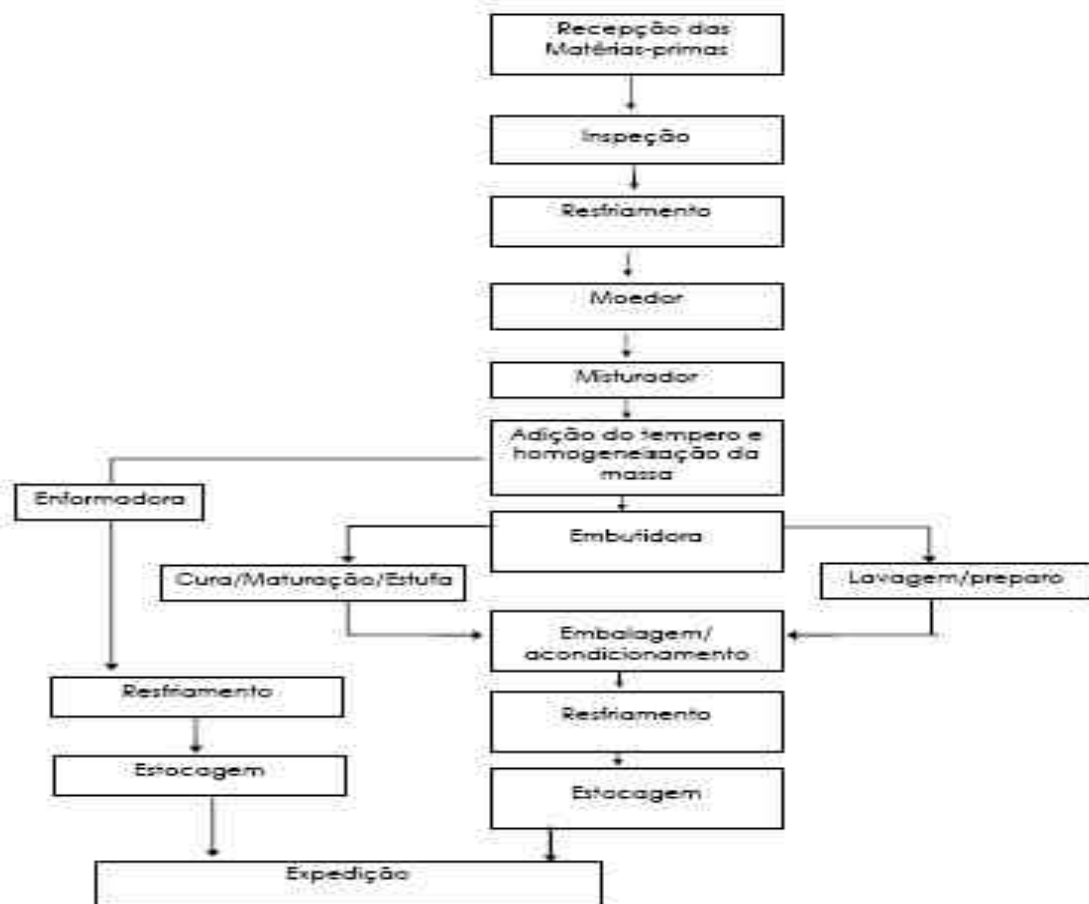 Recepção das
Matérias-primas
Inspeção
Resfriamento
Moedor
Misturador
Adição do tempero e
homogeneização da
massa
Enformadora
Embutidora
Cura/Maturação/Estufa
Lavagem/preparo
Embalagem/
acondicionamento
Resfriamento
Resfriamento
Estocagem
Estocagem
Expedição